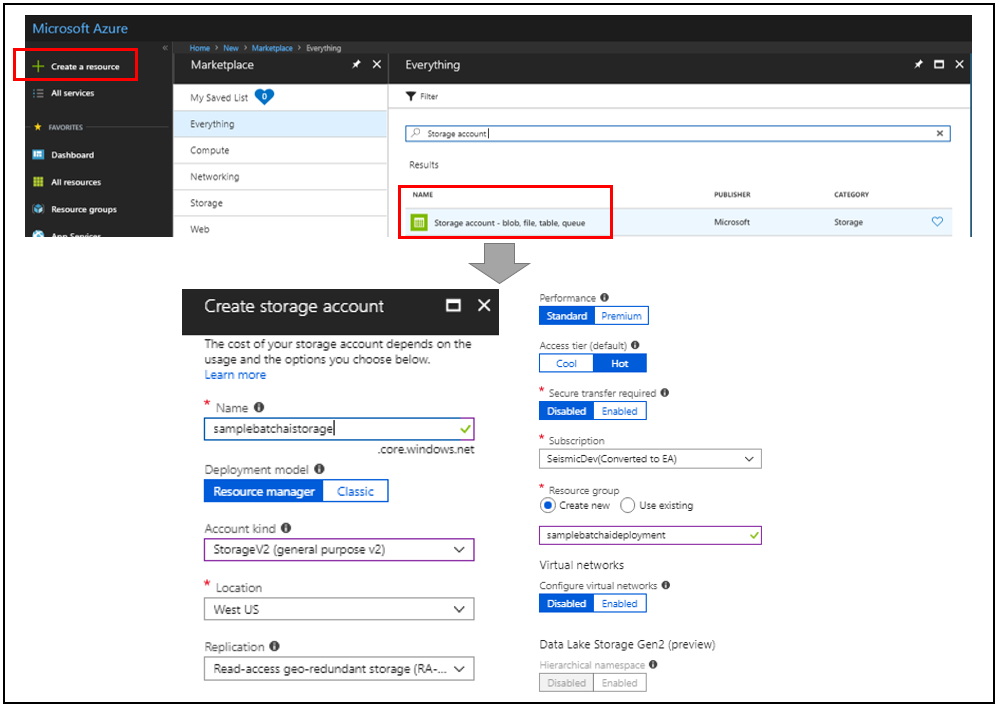 Microsoft Azure
Home > New > Marketplace > Everything
Create a resource
All services
FAVORITES
Dashboard
All resources
Resource groups
App Services
Marketplace
My Saved List 0
Everything
Compute
Networking
Storage
Web
Everything
Filter
Storage account
Results
NAME PUBLISHER CATEGORY
Storage account - blob, file, table, queue Microsoft Storage
Create storage account
The cost of your storage account depends on the
usage and the options you choose below.
Learn more
* Name
samplebatchaistorage
.core.windows.net
Deployment model
Resource manager Classic
Account kind
StorageV2 (general purpose v2)
* Location
West US
Replication
Read-access geo-redundant storage (RA-...
Performance
Standard Premium
Access tier (default)
Cool Hot
* Secure transfer required
Disabled Enabled
* Subscription
SeismicDev(Converted to EA)
* Resource group
Create new Use existing
samplebatchaideployment
Virtual networks
Configure virtual networks
Disabled Enabled
Data Lake Storage Gen2 (preview)
Hierarchical namespace
Disabled Enabled